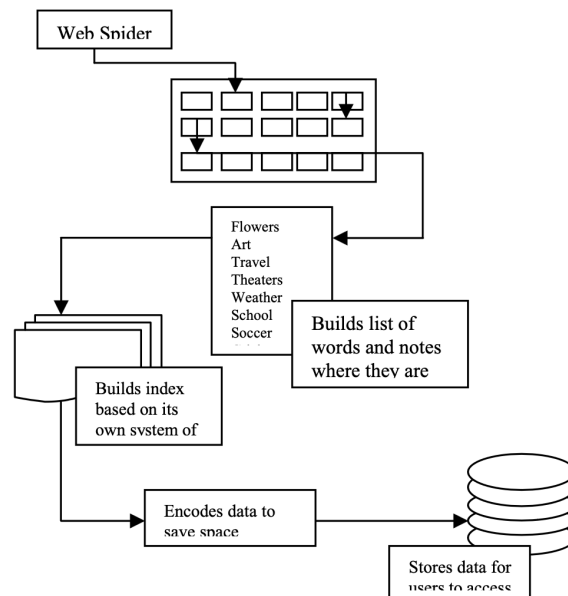 Web Spider
Flowers
Art
Travel
Theaters
Weather
School
Soccer
Builds list of
words and notes
where they are
Builds index
based on its
own system of
Encodes data to
save space
Stores data for
users to access